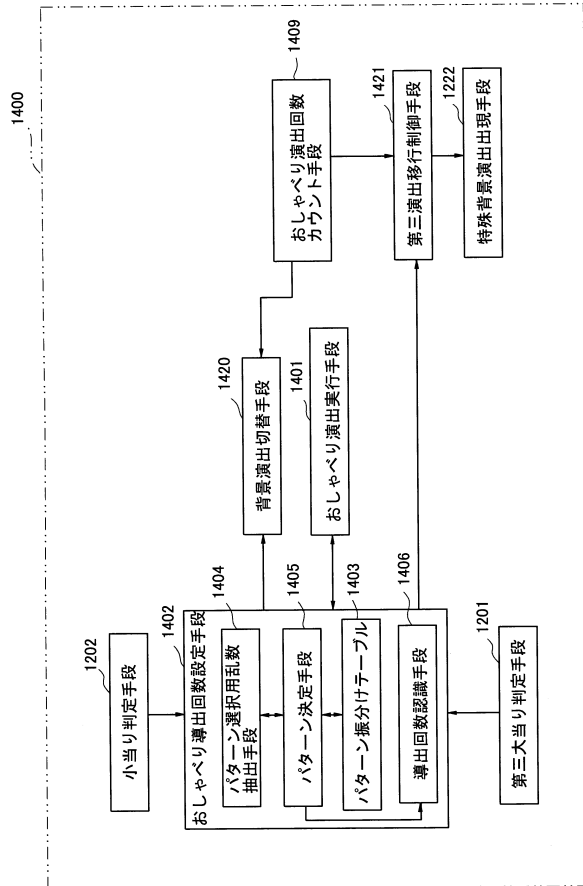 1400
小当り判定手段
1202
おしゃべり導出回数設定手段
1402
パターン選択用乱数
抽出手段
1404
パターン決定手段
1405
パターン振分けテーブル
1403
導出回数認識手段
1406
第三大当り判定手段
1201
背景演出切替手段
1420
おしゃべり演出実行手段
1401
おしゃべり演出回数
カウント手段
1409
第三演出移行制御手段
1421
特殊背景演出出現手段
1222